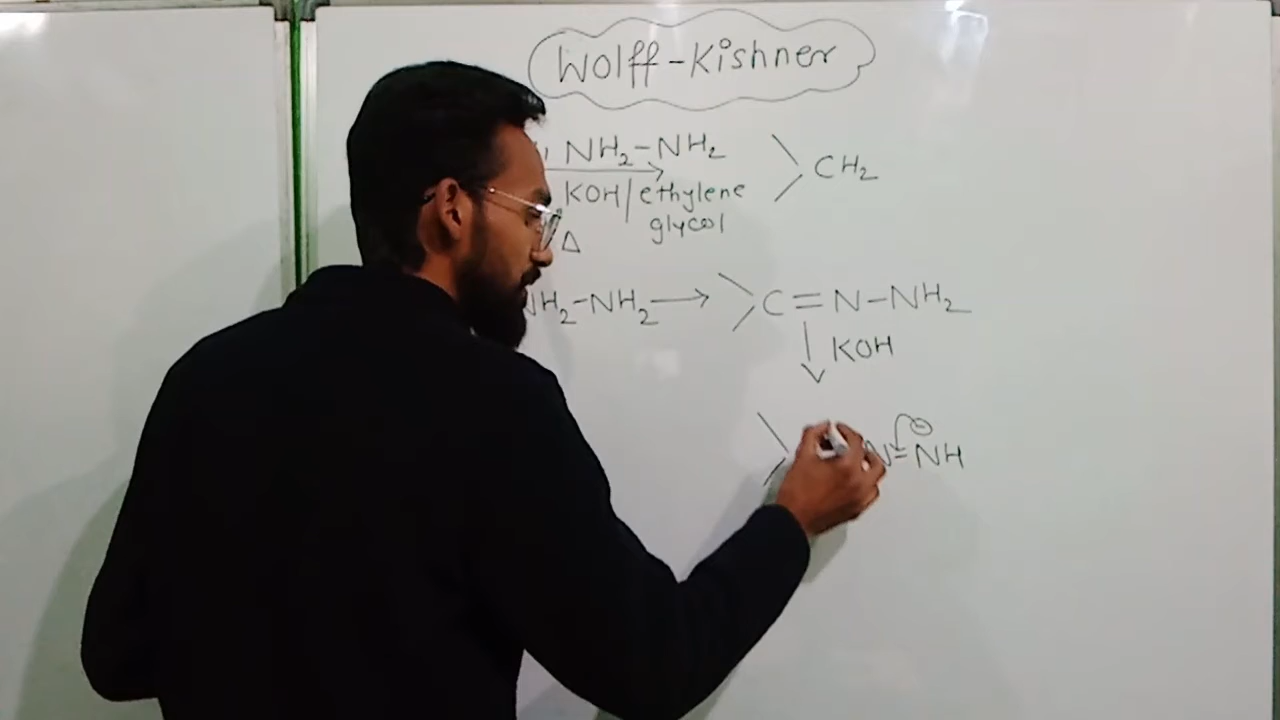 Wolff-Kishner
NH2-NH2
CH2
KOH/ethylene
glycol
Δ
NH2-NH2 → C=N-NH2
KOH
N=NH